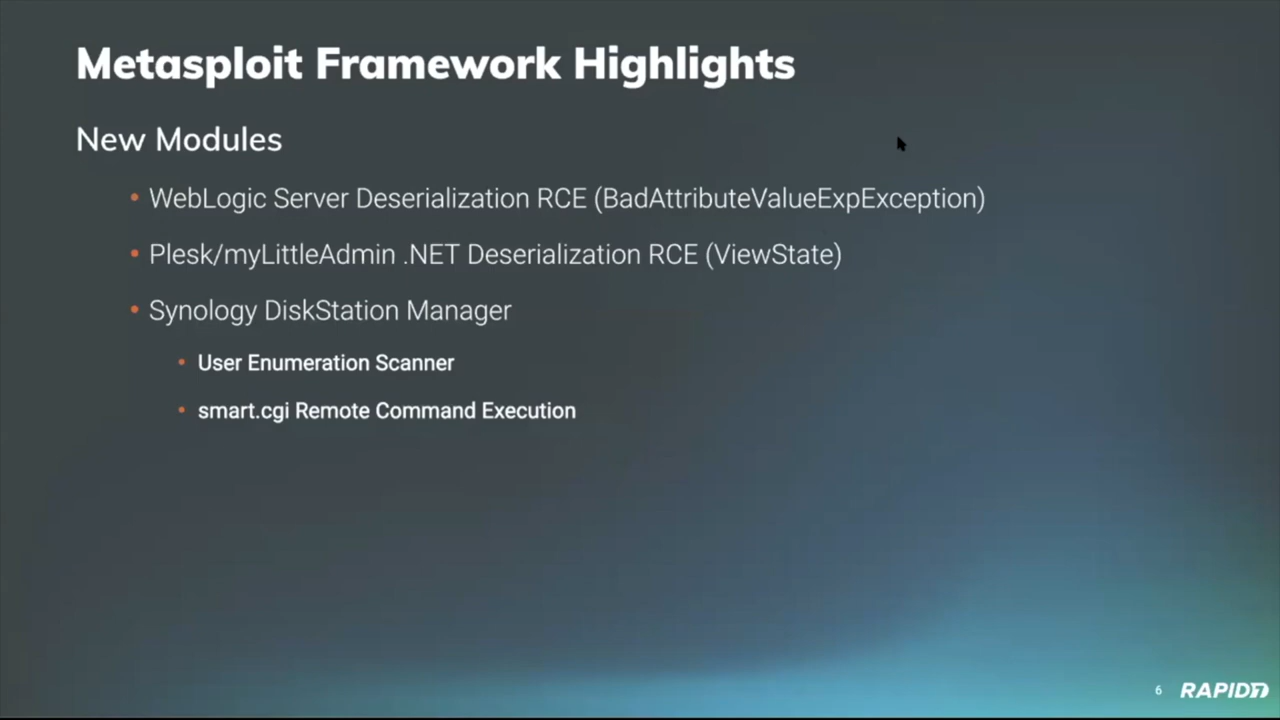 Metasploit Framework Highlights
New Modules
• WebLogic Server Deserialization RCE (BadAttributeValueExpException)
• Plesk/myLittleAdmin .NET Deserialization RCE (ViewState)
• Synology DiskStation Manager
• User Enumeration Scanner
• smart.cgi Remote Command Execution
6 RAPID7